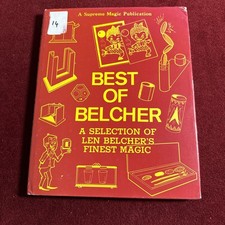 A Supreme Magic Publication
14
BEST
OF
BELCHER
A SELECTION OF
LEN BELCHER'S
FINEST MAGIC